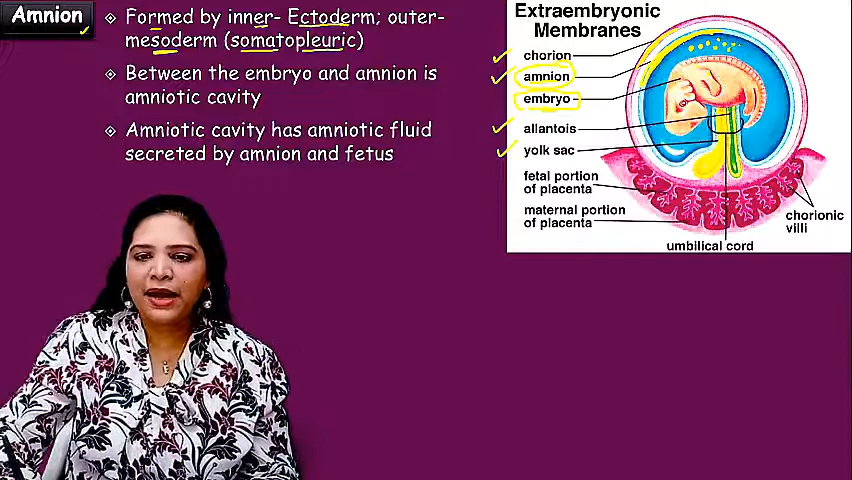 Amnion
Formed by inner- Ectoderm; outer-
mesoderm (somatopleuric)
Between the embryo and amnion is
amniotic cavity
Amniotic cavity has amniotic fluid
secreted by amnion and fetus
Extraembryonic
Membranes
chorion
amnion
embryo
allantois
yolk sac
fetal portion
of placenta
maternal portion
of placenta
chorionic
villi
umbilical cord